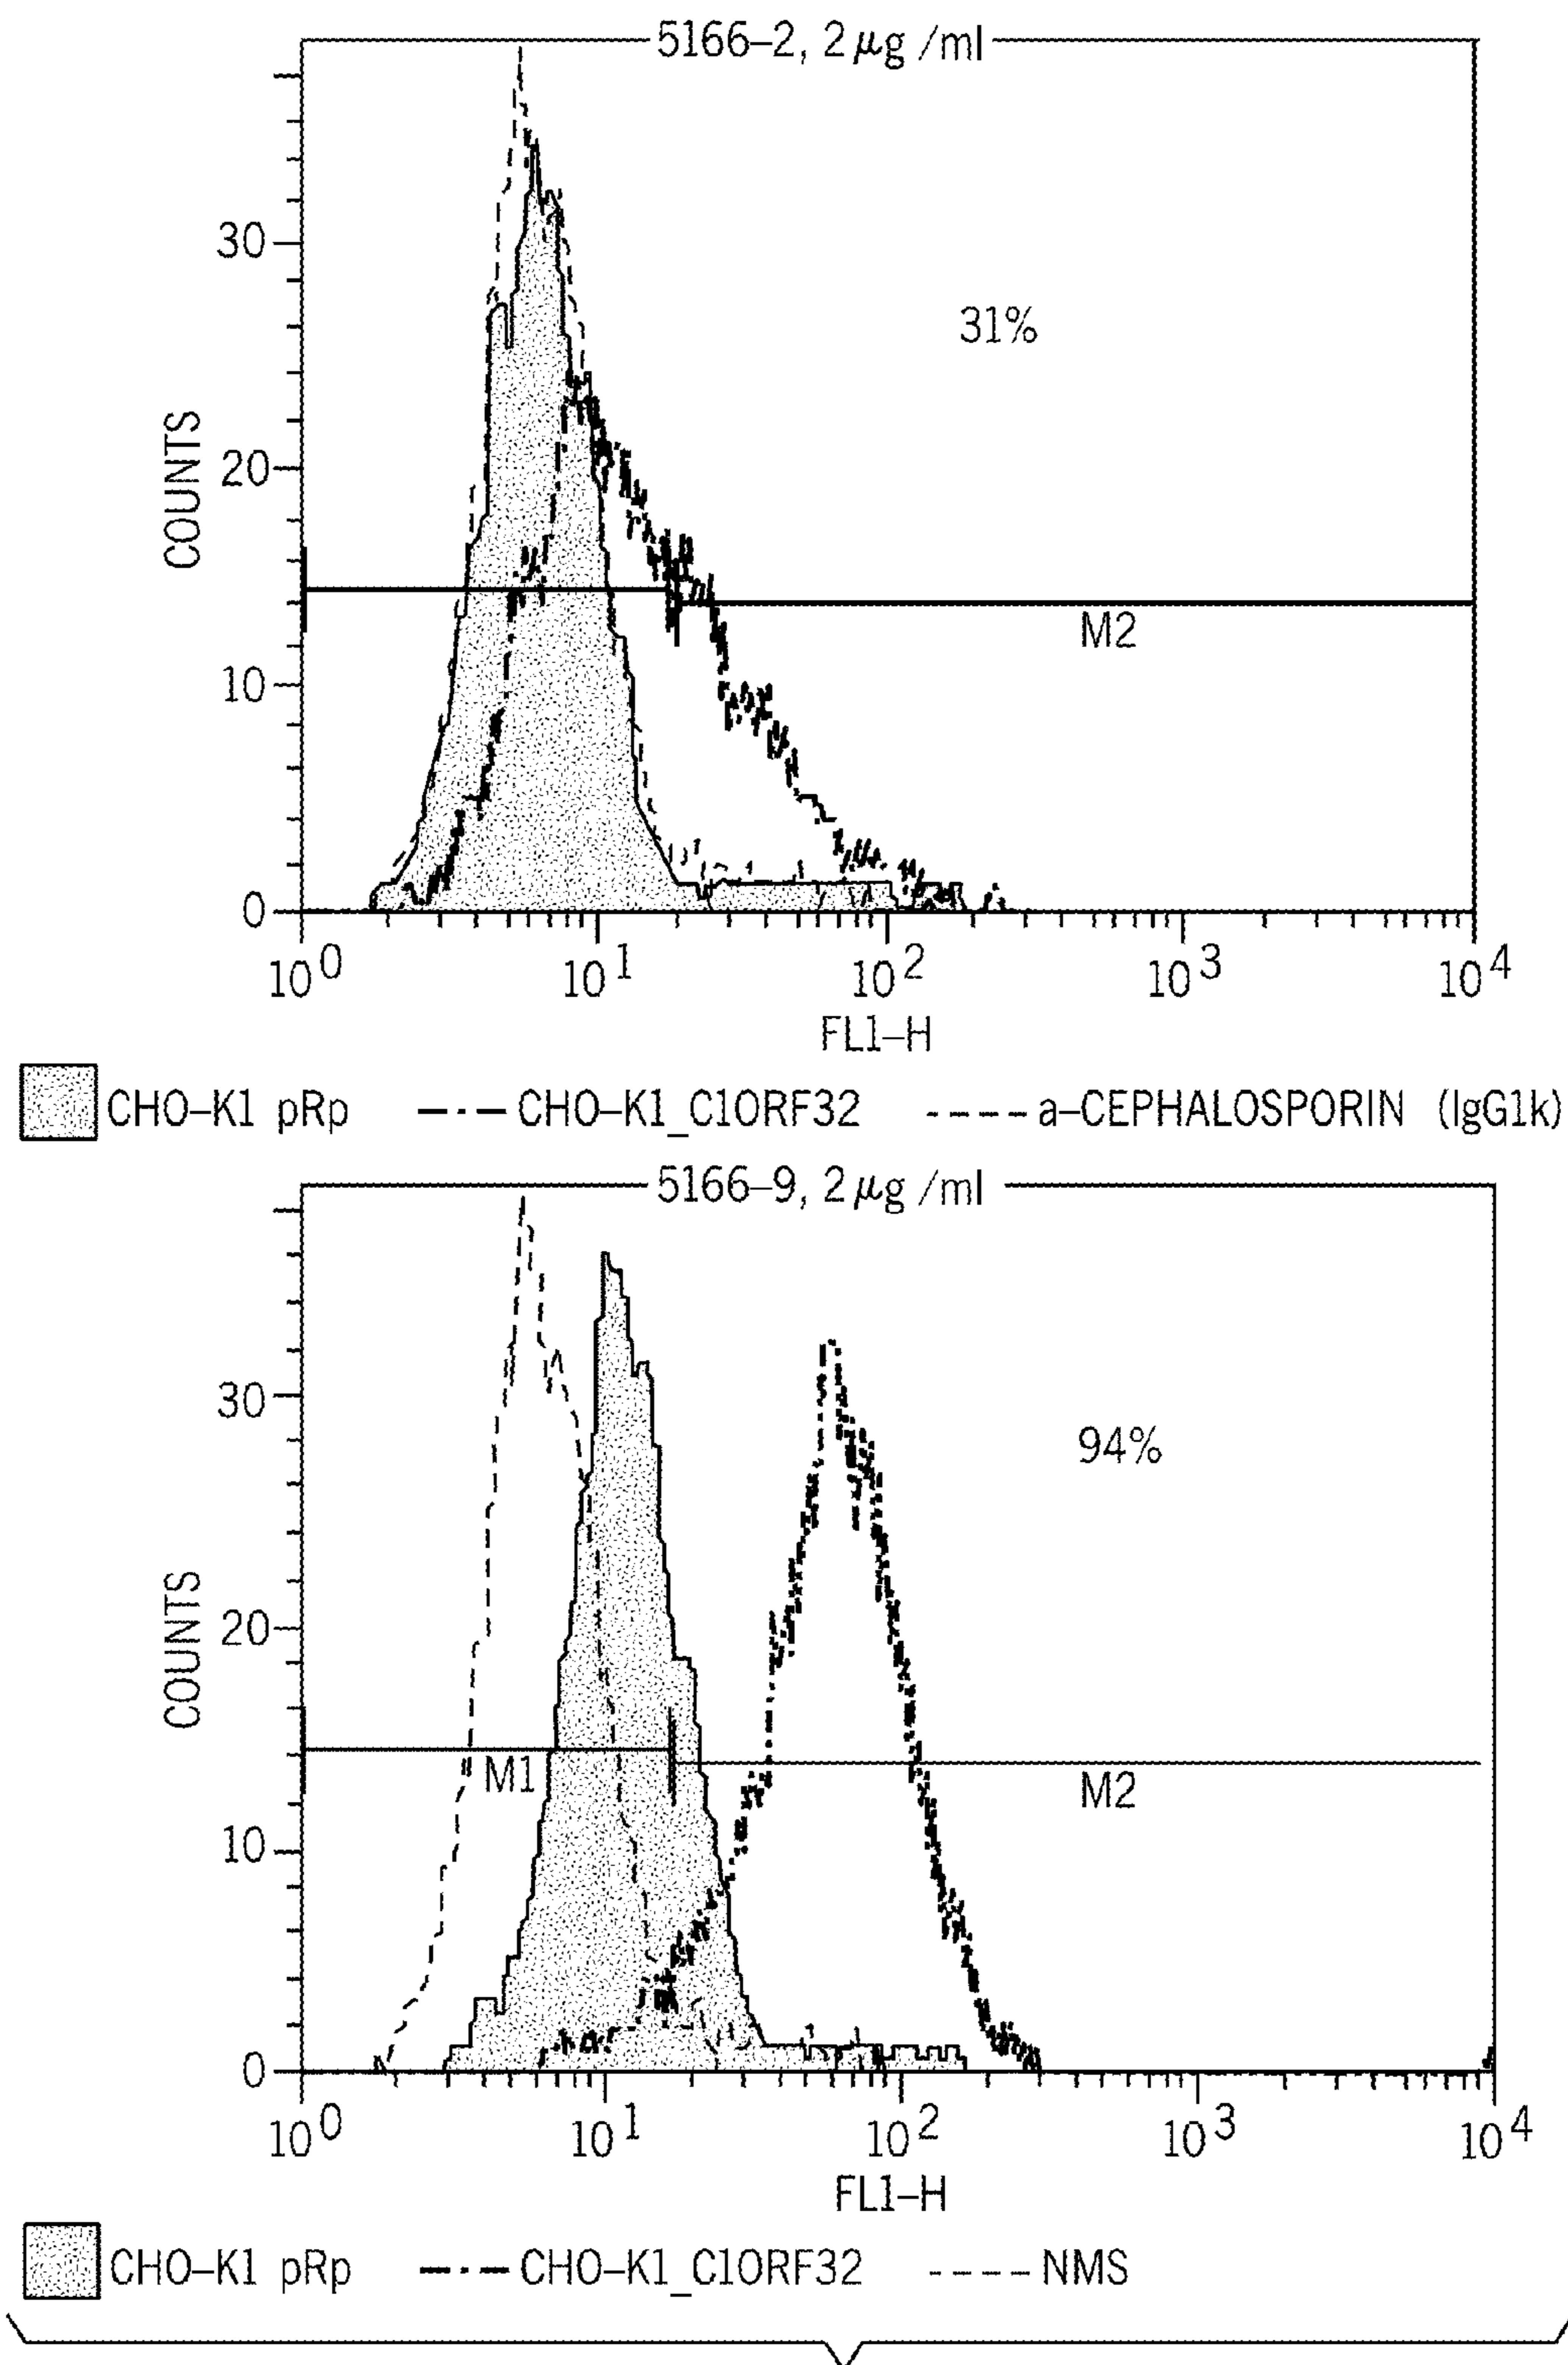 5166–2, 2 μg /ml
COUNTS
30
20
10
0
31%
M2
10^0 10^1 10^2 10^3 10^4
FL1–H
CHO–K1 pRp CHO–K1_C1ORF32 a–CEPHALOSPORIN (IgG1k)
5166–9, 2 μg /ml
COUNTS
30
20
10
0
94%
M1 M2
10^0 10^1 10^2 10^3 10^4
FL1–H
CHO–K1 pRp CHO–K1_C1ORF32 NMS